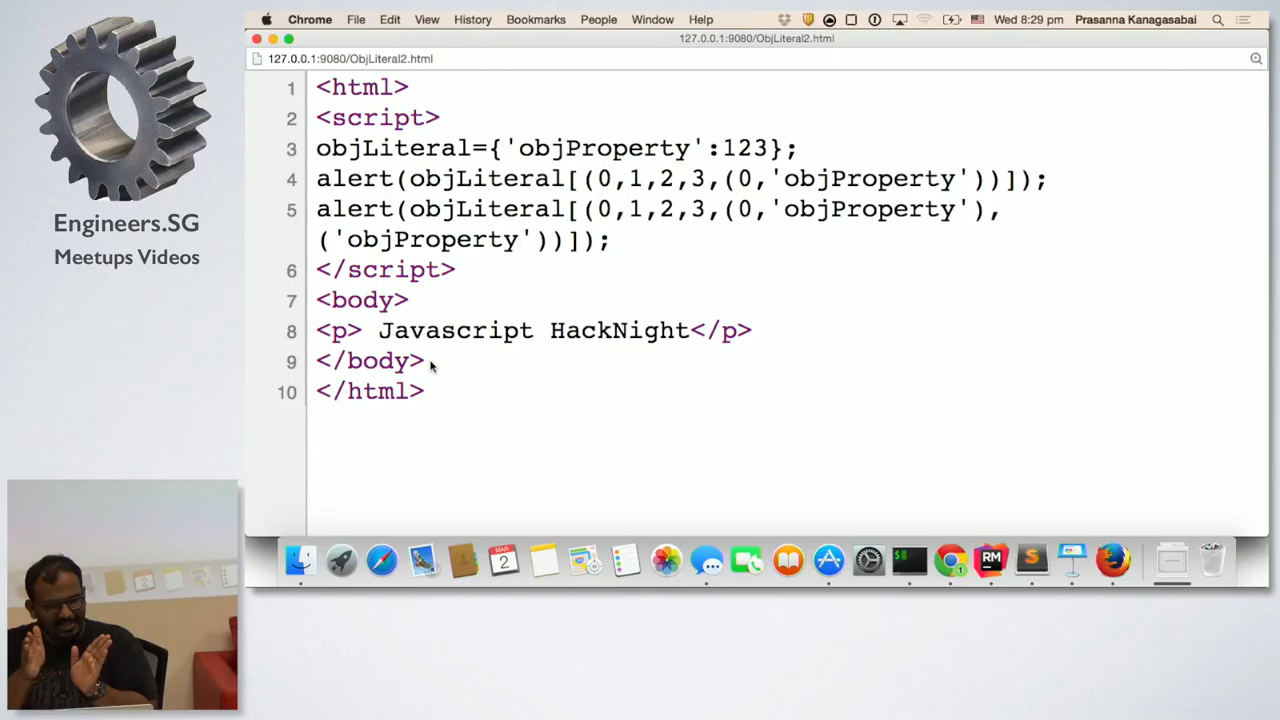 Chrome File Edit View History Bookmarks People Window Help Wed 8:29 pm Prasanna Kanagasabai
127.0.0.1:9080/ObjLiteral2.html
127.0.0.1:9080/ObjLiteral2.html
1 <html>
2 <script>
3 objLiteral={'objProperty':123};
4 alert(objLiteral[(0,1,2,3,(0,'objProperty'))]);
5 alert(objLiteral[(0,1,2,3,(0,'objProperty'),
('objProperty'))]);
6 </script>
7 <body>
8 <p> Javascript HackNight</p>
9 </body>
10 </html>
Engineers.SG
Meetups Videos
2
1
RM
S